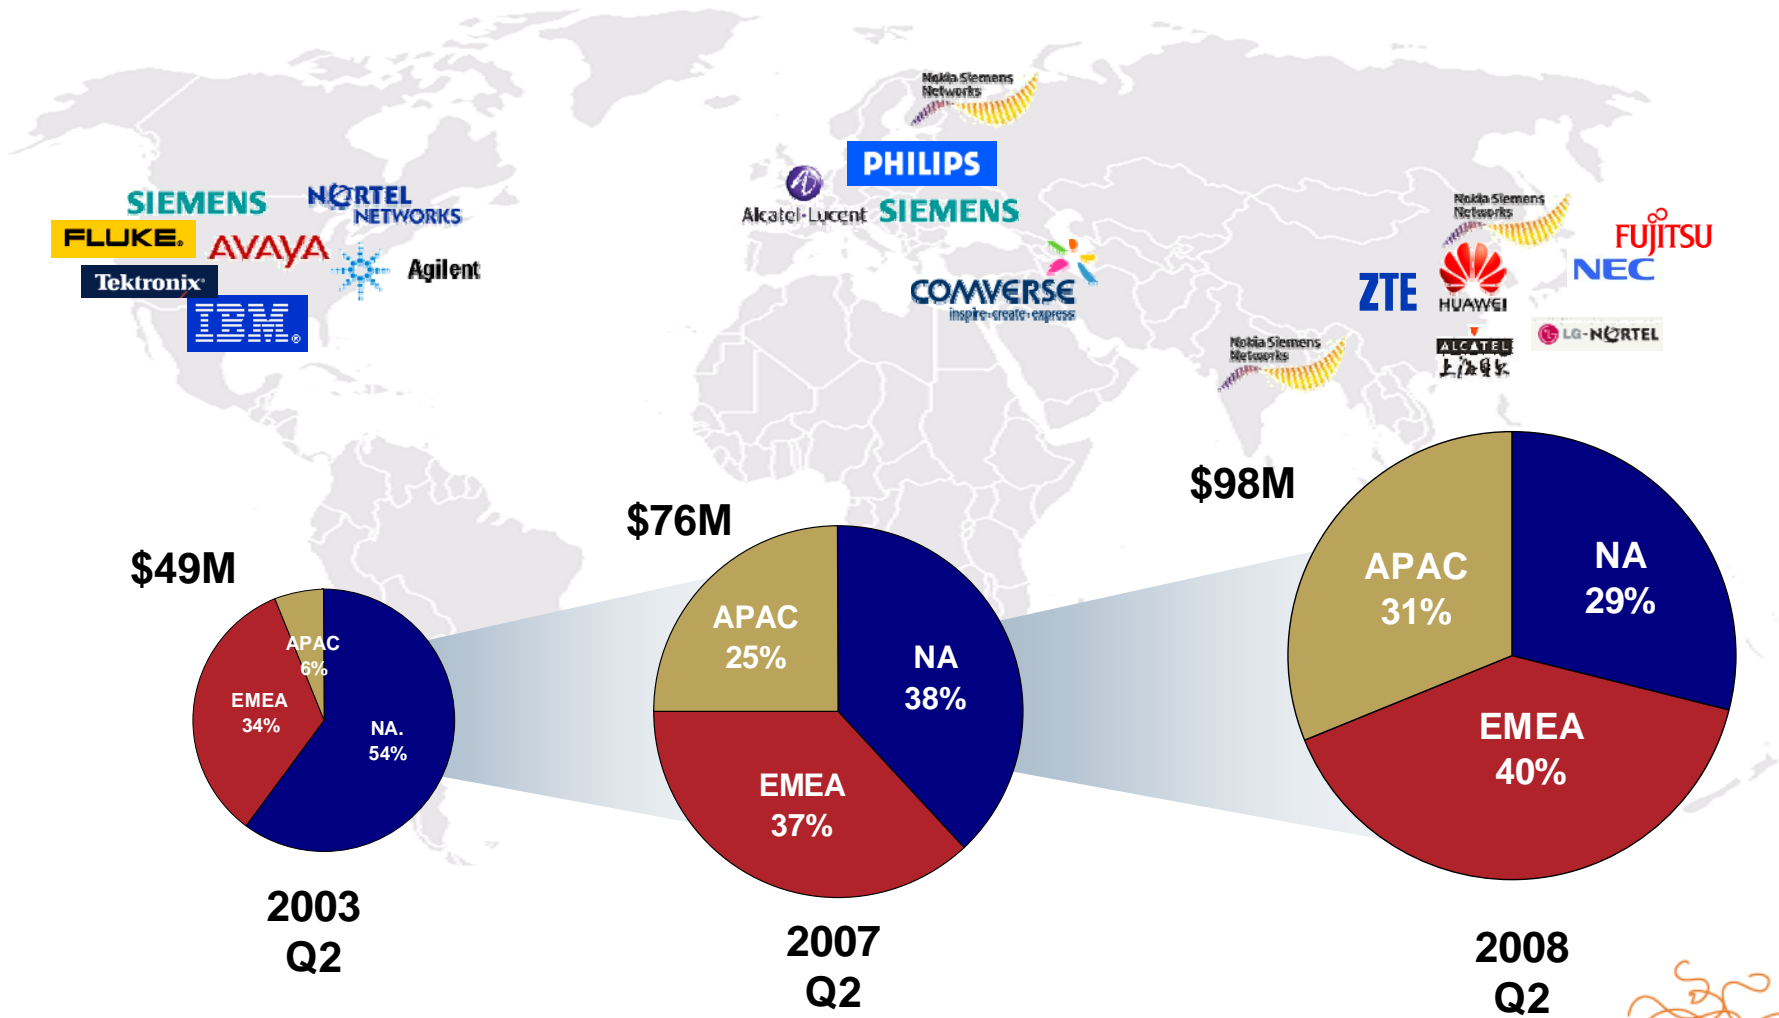 Nokia Siemens
Networks
PHILIPS
Alcatel·Lucent
SIEMENS
COMVERSE
inspire·create·express
SIEMENS
NORTEL
NETWORKS
FLUKE®
AVAYA
Tektronix
Agilent
IBM®
Nokia Siemens
Networks
FUJITSU
NEC
ZTE
HUAWEI
LG-NORTEL
ALCATEL
Nokia Siemens
Networks
$49M
APAC
6%
EMEA
34%
NA.
54%
2003
Q2
$76M
APAC
25%
NA
38%
EMEA
37%
2007
Q2
$98M
APAC
31%
NA
29%
EMEA
40%
2008
Q2